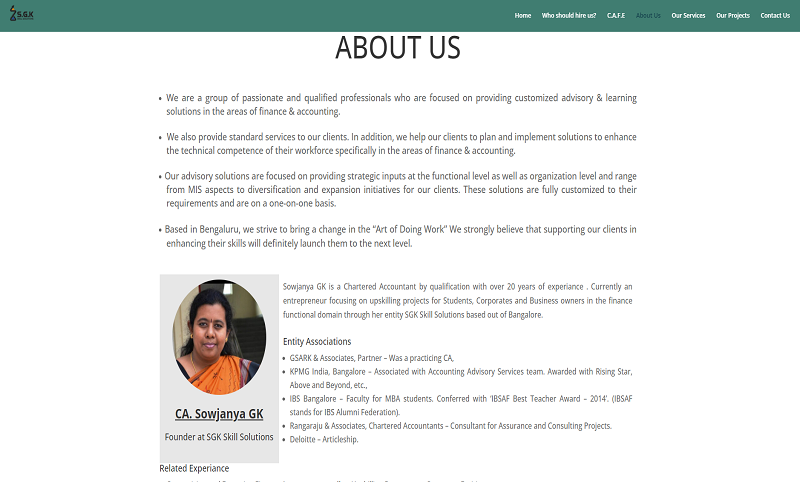 S.G.K
Home Who should hire us? C.A.F.E About Us Our Services Our Projects Contact Us
ABOUT US
• We are a group of passionate and qualified professionals who are focused on providing customized advisory & learning
solutions in the areas of finance & accounting.
• We also provide standard services to our clients. In addition, we help our clients to plan and implement solutions to enhance
the technical competence of their workforce specifically in the areas of finance & accounting.
• Our advisory solutions are focused on providing strategic inputs at the functional level as well as organization level and range
from MIS aspects to diversification and expansion initiatives for our clients. These solutions are fully customized to their
requirements and are on a one-on-one basis.
• Based in Bengaluru, we strive to bring a change in the “Art of Doing Work” We strongly believe that supporting our clients in
enhancing their skills will definitely launch them to the next level.
Sowjanya GK is a Chartered Accountant by qualification with over 20 years of experiance . Currently an
entrepreneur focusing on upskilling projects for Students, Corporates and Business owners in the finance
functional domain through her entity SGK Skill Solutions based out of Bangalore.
Entity Associations
• GSARK & Associates, Partner – Was a practicing CA,
• KPMG India, Bangalore – Associated with Accounting Advisory Services team. Awarded with Rising Star,
Above and Beyond, etc.,
• IBS Bangalore – Faculty for MBA students. Conferred with ‘IBSAF Best Teacher Award – 2014’. (IBSAF
stands for IBS Alumni Federation).
• Rangaraju & Associates, Chartered Accountants – Consultant for Assurance and Consulting Projects.
• Deloitte – Articleship.
CA. Sowjanya GK
Founder at SGK Skill Solutions
Related Experiance